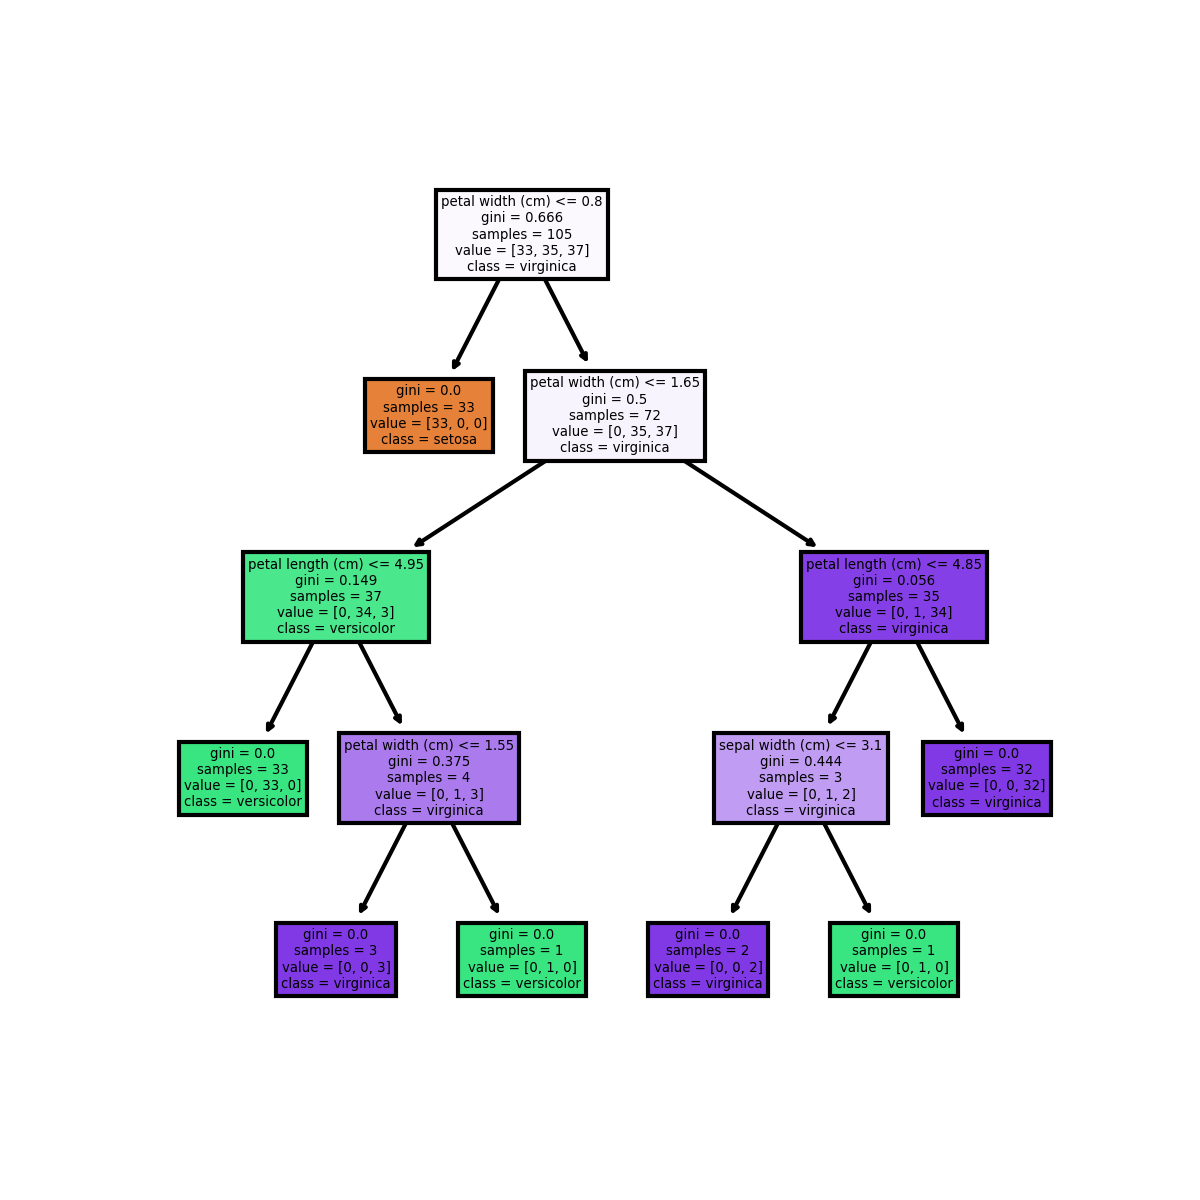 petal width (cm) <= 0.8
gini = 0.666
samples = 105
value = [33, 35, 37]
class = virginica
gini = 0.0
samples = 33
value = [33, 0, 0]
class = setosa
petal width (cm) <= 1.65
gini = 0.5
samples = 72
value = [0, 35, 37]
class = virginica
petal length (cm) <= 4.95
gini = 0.149
samples = 37
value = [0, 34, 3]
class = versicolor
petal length (cm) <= 4.85
gini = 0.056
samples = 35
value = [0, 1, 34]
class = virginica
gini = 0.0
samples = 33
value = [0, 33, 0]
class = versicolor
petal width (cm) <= 1.55
gini = 0.375
samples = 4
value = [0, 1, 3]
class = virginica
sepal width (cm) <= 3.1
gini = 0.444
samples = 3
value = [0, 1, 2]
class = virginica
gini = 0.0
samples = 32
value = [0, 0, 32]
class = virginica
gini = 0.0
samples = 3
value = [0, 0, 3]
class = virginica
gini = 0.0
samples = 1
value = [0, 1, 0]
class = versicolor
gini = 0.0
samples = 2
value = [0, 0, 2]
class = virginica
gini = 0.0
samples = 1
value = [0, 1, 0]
class = versicolor